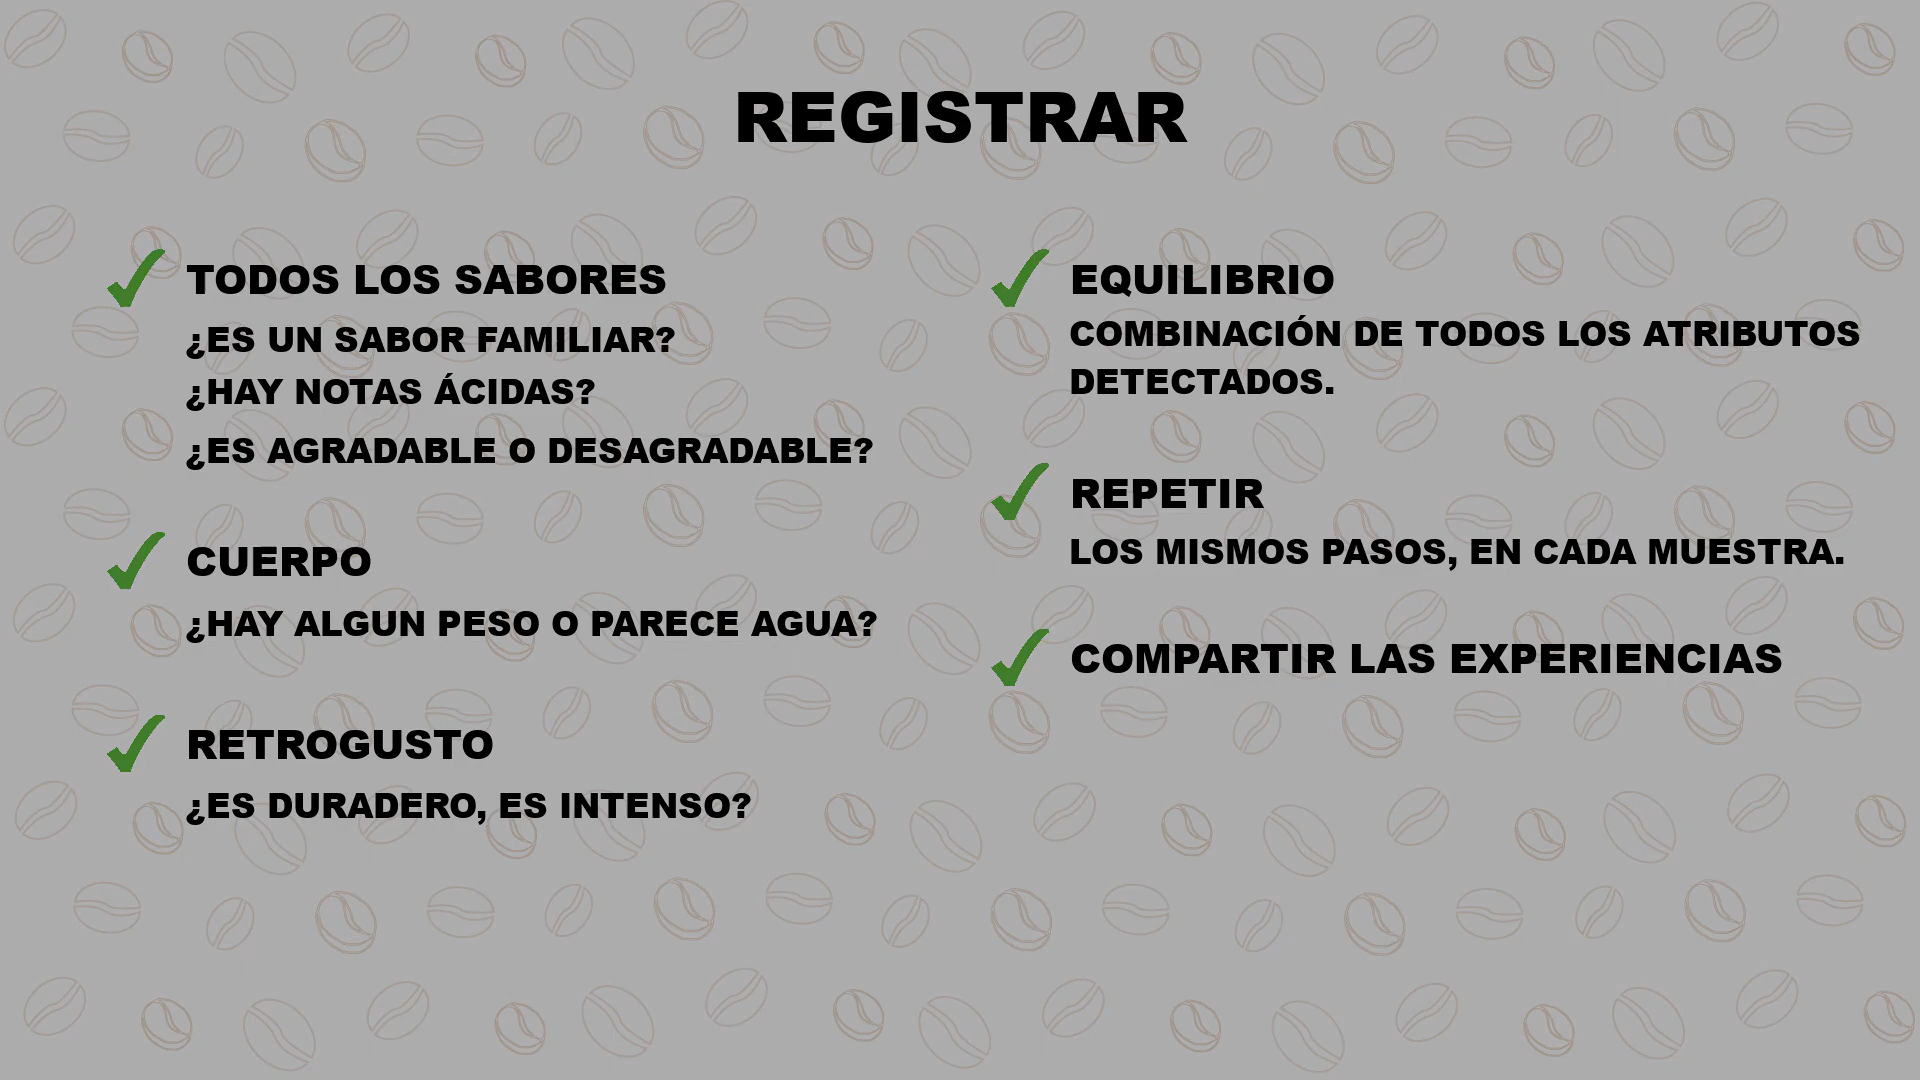 REGISTRAR
TODOS LOS SABORES
¿ES UN SABOR FAMILIAR?
¿HAY NOTAS ÁCIDAS?
¿ES AGRADABLE O DESAGRADABLE?
CUERPO
¿HAY ALGUN PESO O PARECE AGUA?
RETROGUSTO
¿ES DURADERO, ES INTENSO?
EQUILIBRIO
COMBINACIÓN DE TODOS LOS ATRIBUTOS
DETECTADOS.
REPETIR
LOS MISMOS PASOS, EN CADA MUESTRA.
COMPARTIR LAS EXPERIENCIAS